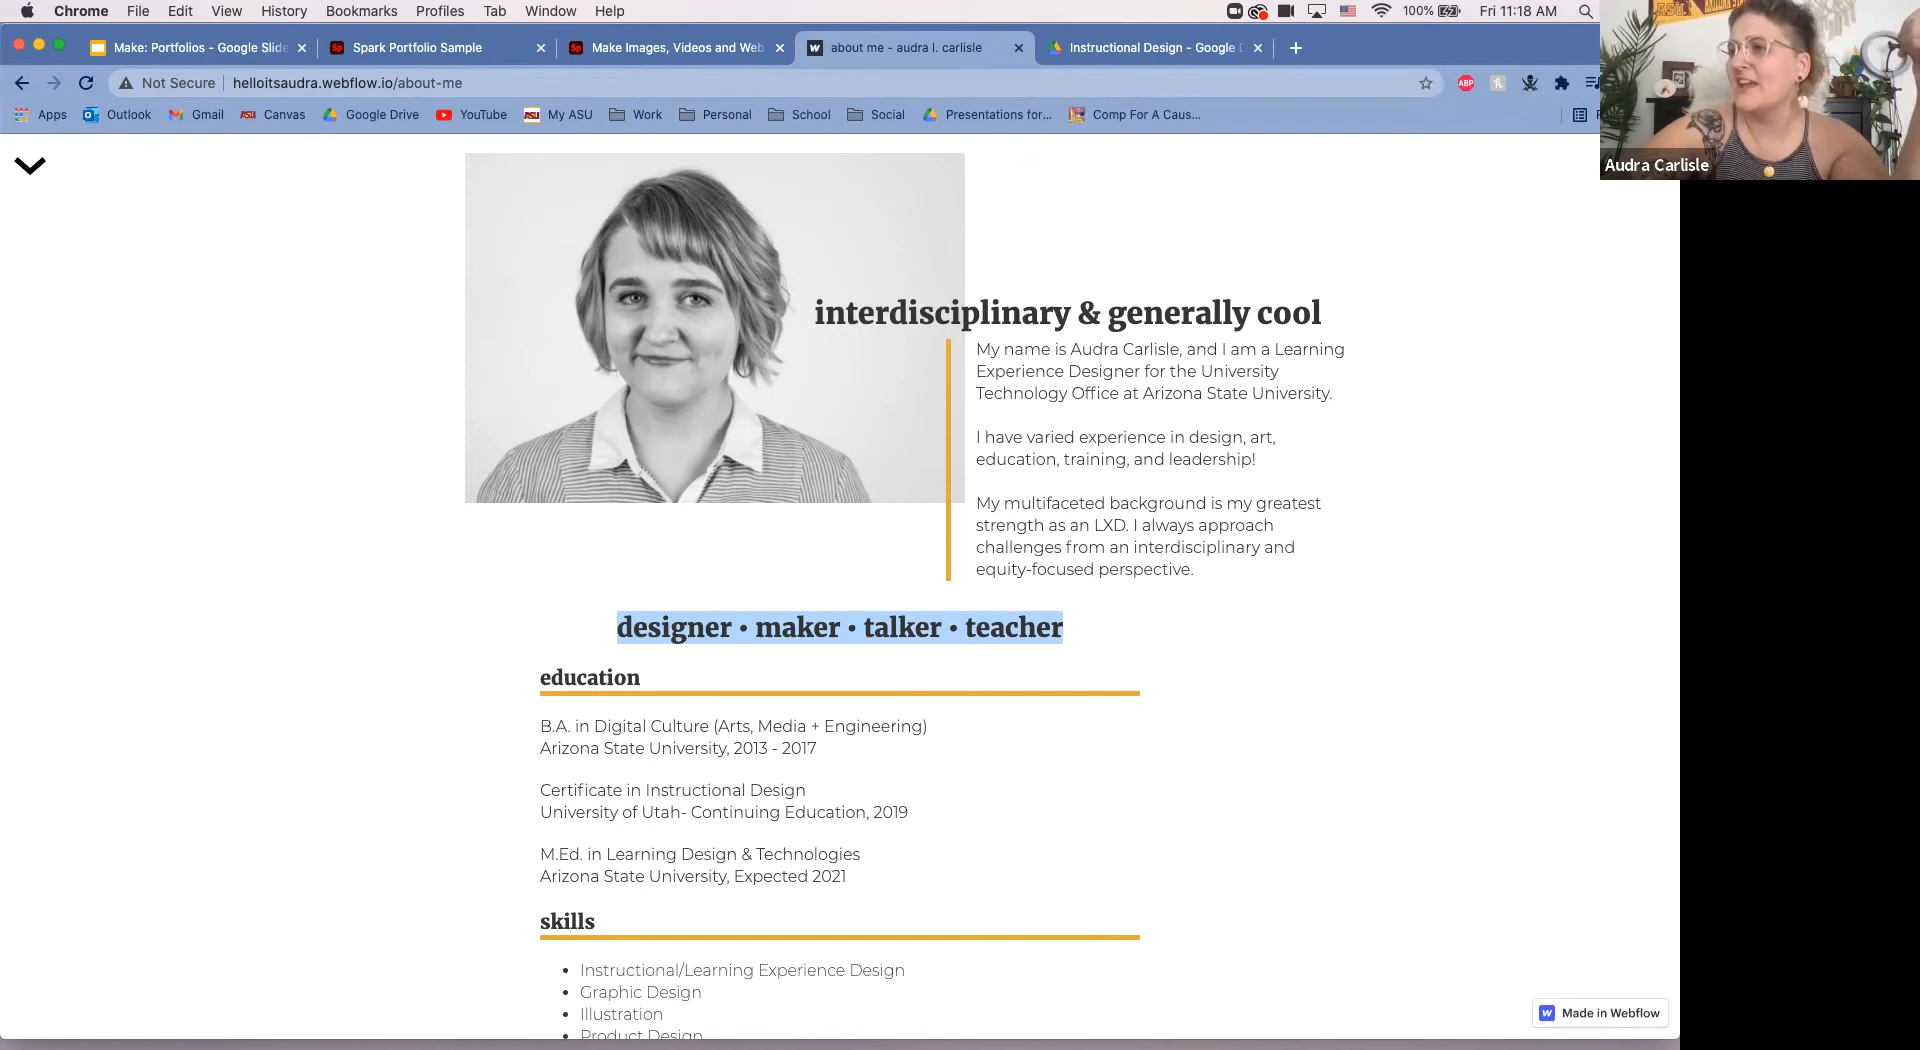 Chrome File Edit View History Bookmarks Profiles Tab Window Help 100% Fri 11:18 AM
Make: Portfolios - Google Slide
Spark Portfolio Sample
Make Images, Videos and Web
about me - audra l. carlisle
Instructional Design - Google
Not Secure helloitsaudra.webflow.io/about-me
ABP
Apps Outlook Gmail ASU Canvas Google Drive YouTube ASU My ASU Work Personal School Social Presentations for... Comp For A Caus...
Audra Carlisle
interdisciplinary & generally cool
My name is Audra Carlisle, and I am a Learning
Experience Designer for the University
Technology Office at Arizona State University.
I have varied experience in design, art,
education, training, and leadership!
My multifaceted background is my greatest
strength as an LXD. I always approach
challenges from an interdisciplinary and
equity-focused perspective.
designer • maker • talker • teacher
education
B.A. in Digital Culture (Arts, Media + Engineering)
Arizona State University, 2013 - 2017
Certificate in Instructional Design
University of Utah- Continuing Education, 2019
M.Ed. in Learning Design & Technologies
Arizona State University, Expected 2021
skills
• Instructional/Learning Experience Design
• Graphic Design
• Illustration
• Product Design
Made in Webflow